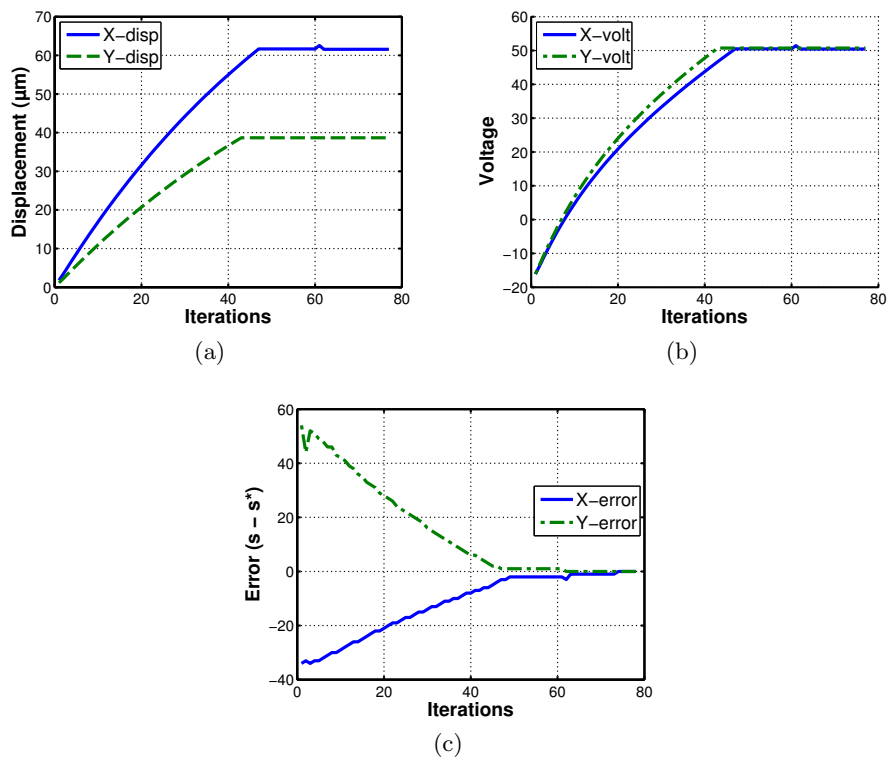 70
60
50
40
30
20
10
0
0 20 40 60 80
Displacement (µm)
Iterations
X−disp
Y−disp
(a)
60
50
40
30
20
10
0
−10
−20
0 20 40 60 80
Voltage
Iterations
X−volt
Y−volt
(b)
60
40
20
0
−20
−40
0 20 40 60 80
Error (s − s*)
Iterations
X−error
Y−error
(c)